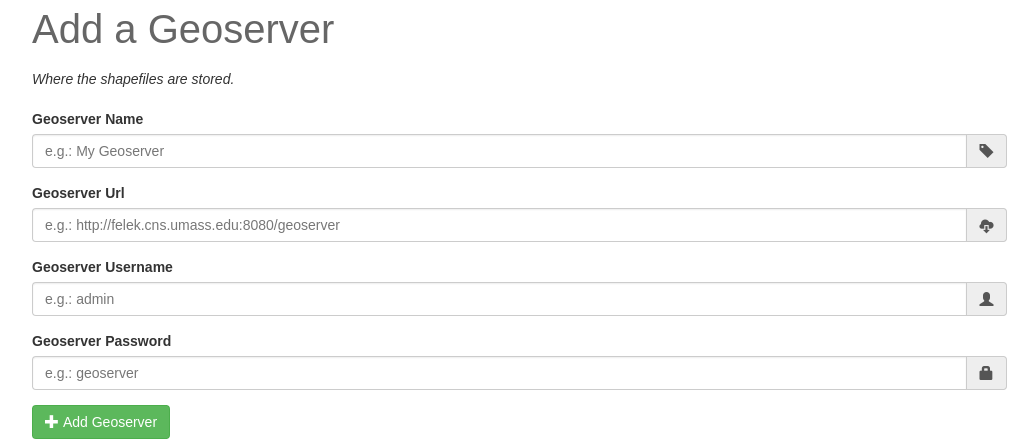 Add a Geoserver
Where the shapefiles are stored.
Geoserver Name
e.g.: My Geoserver
Geoserver Url
e.g.: http://felek.cns.umass.edu:8080/geoserver
Geoserver Username
e.g.: admin
Geoserver Password
e.g.: geoserver
Add Geoserver